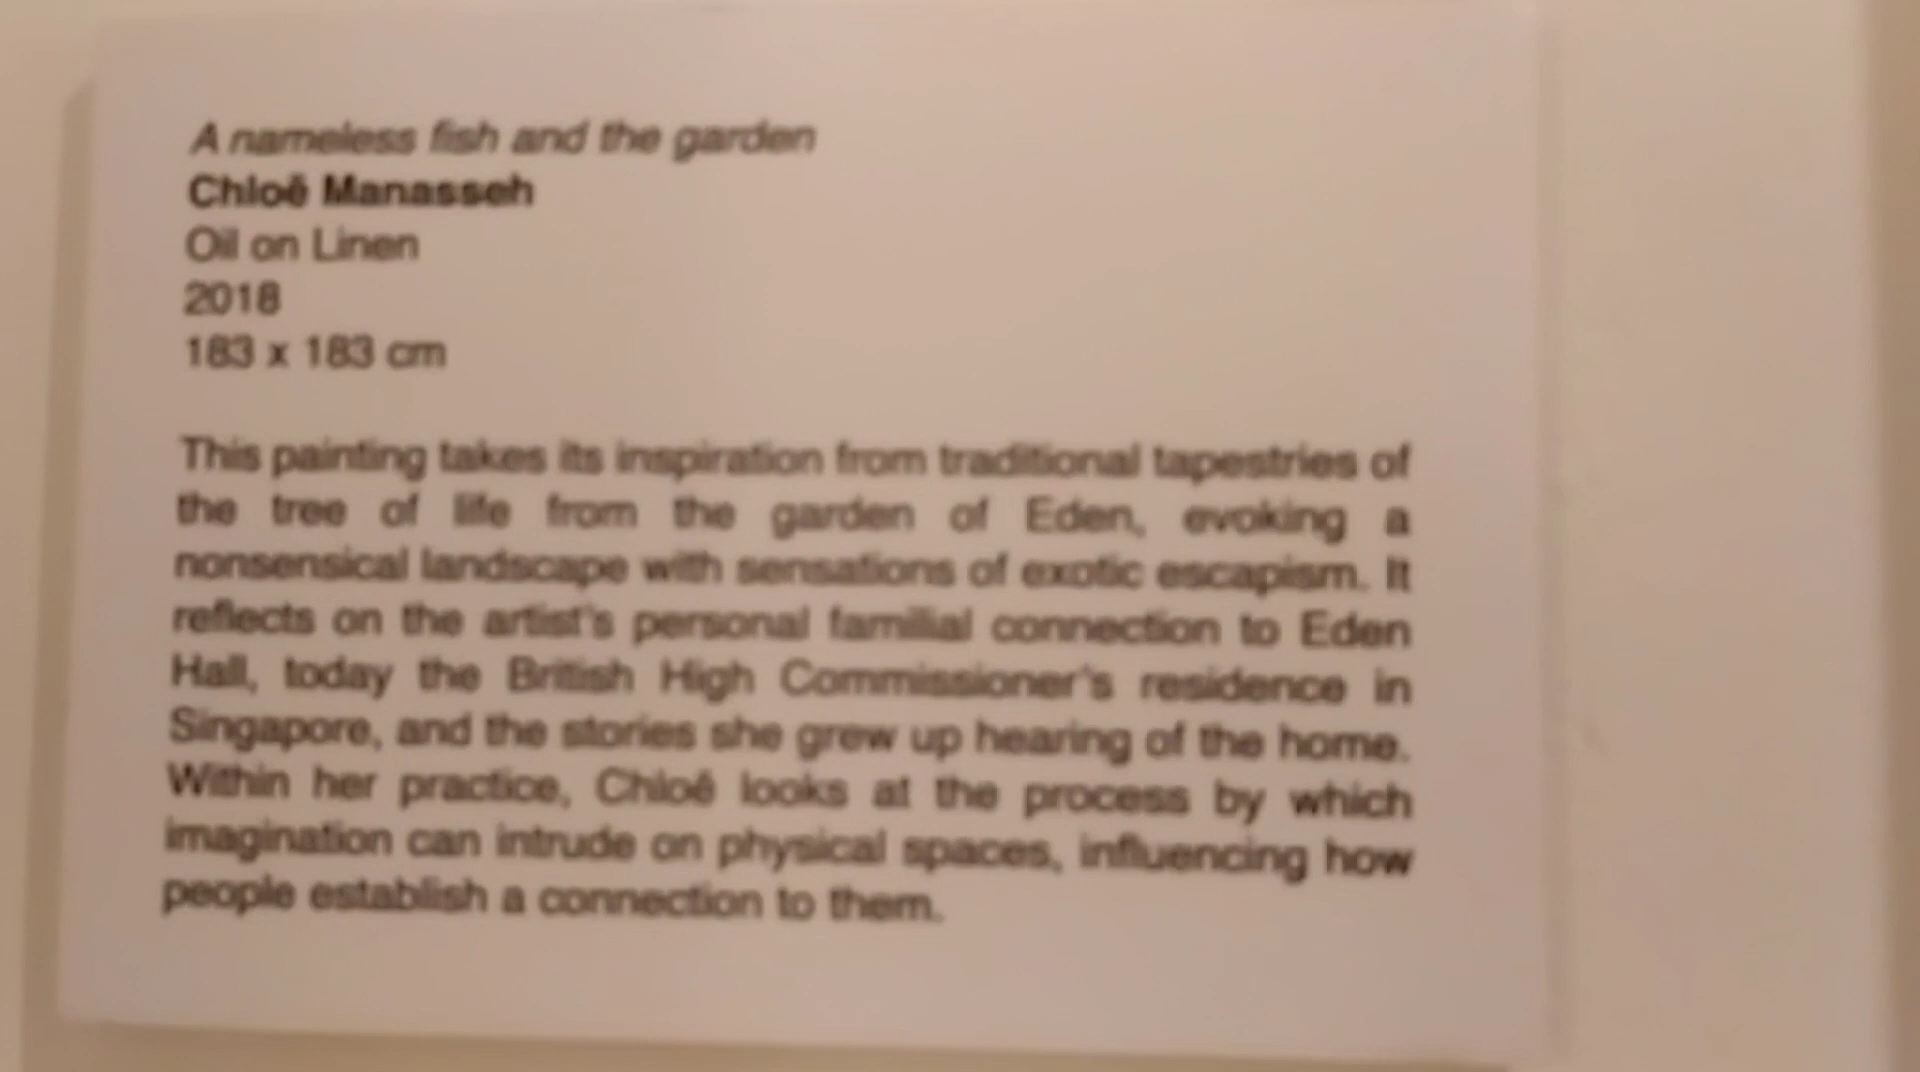 A nameless fish and the garden
Chloë Manasseh
Oil on Linen
2018
183 x 183 cm
This painting takes its inspiration from traditional tapestries of
the tree of life from the garden of Eden, evoking a
nonsensical landscape with sensations of exotic escapism. It
reflects on the artist's personal familial connection to Eden
Hall, today the British High Commissioner's residence in
Singapore, and the stories she grew up hearing of the home.
Within her practice, Chloë looks at the process by which
imagination can intrude on physical spaces, influencing how
people establish a connection to them.